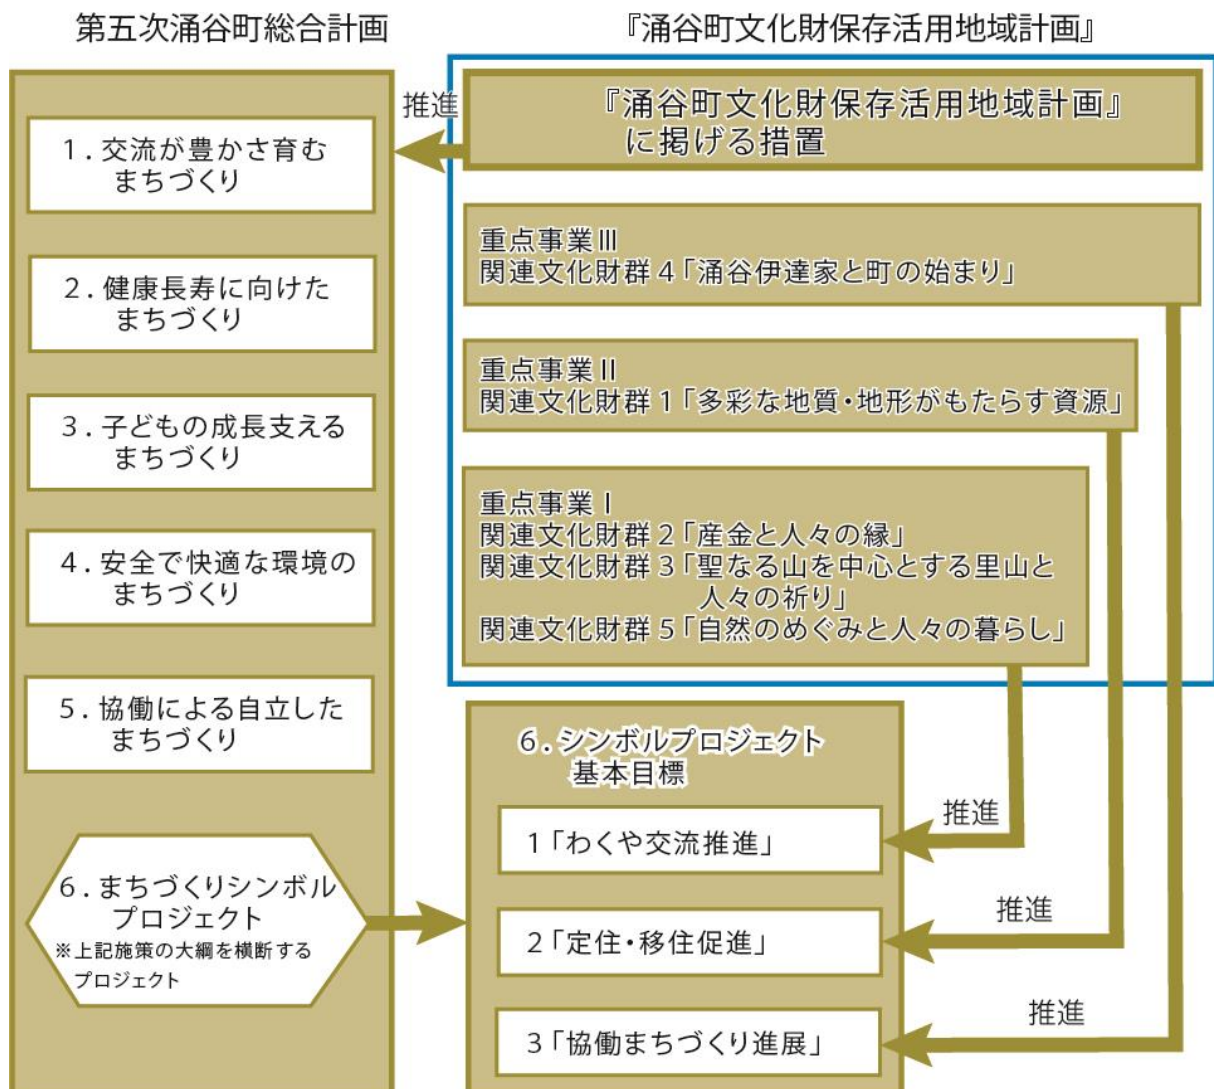 第五次涌谷町総合計画
1．交流が豊かさ育む
まちづくり
2．健康長寿に向けた
まちづくり
3．子どもの成長支える
まちづくり
4．安全で快適な環境の
まちづくり
5．協働による自立した
まちづくり
6．まちづくりシンボル
プロジェクト
※上記施策の大綱を横断する
プロジェクト
『涌谷町文化財保存活用地域計画』
推進
『涌谷町文化財保存活用地域計画』
に掲げる措置
重点事業Ⅲ
関連文化財群4「涌谷伊達家と町の始まり」
重点事業Ⅱ
関連文化財群1「多彩な地質・地形がもたらす資源」
重点事業Ⅰ
関連文化財群2「産金と人々の縁」
関連文化財群3「聖なる山を中心とする里山と
人々の祈り」
関連文化財群5「自然のめぐみと人々の暮らし」
6．シンボルプロジェクト
基本目標
1「わくや交流推進」
推進
2「定住・移住促進」
推進
3「協働まちづくり進展」
推進